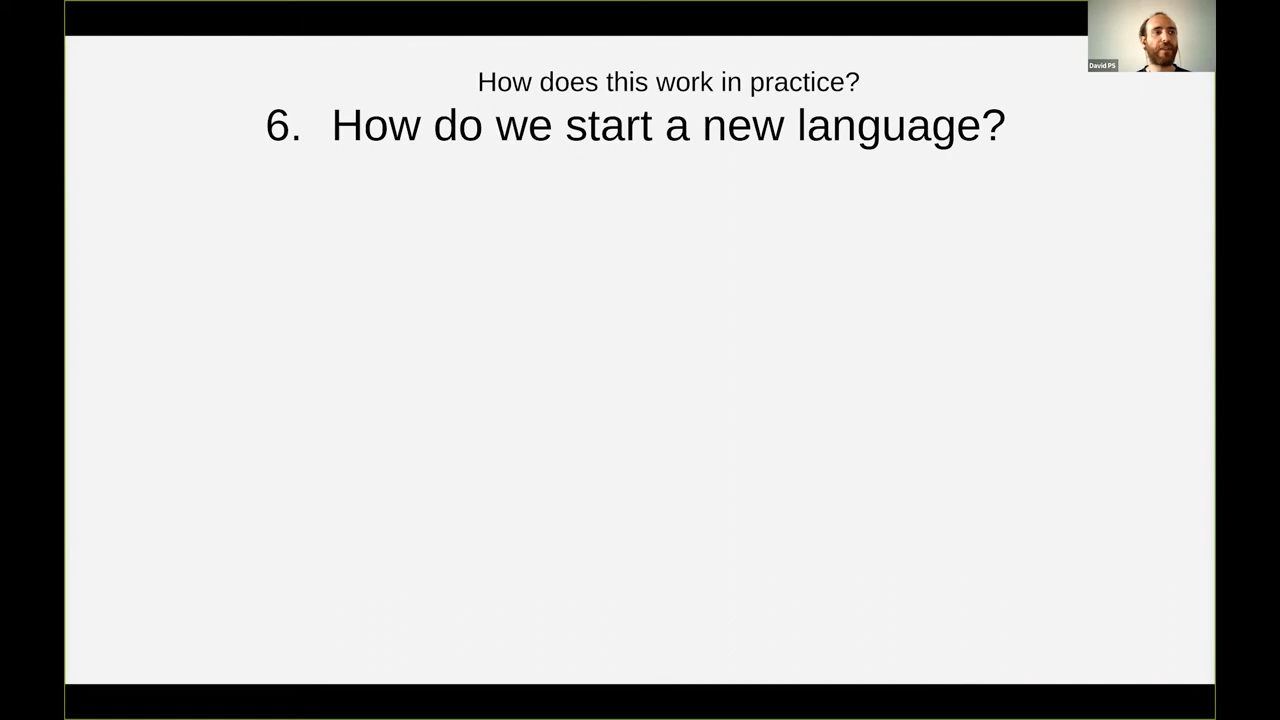 David PS
How does this work in practice?
6. How do we start a new language?